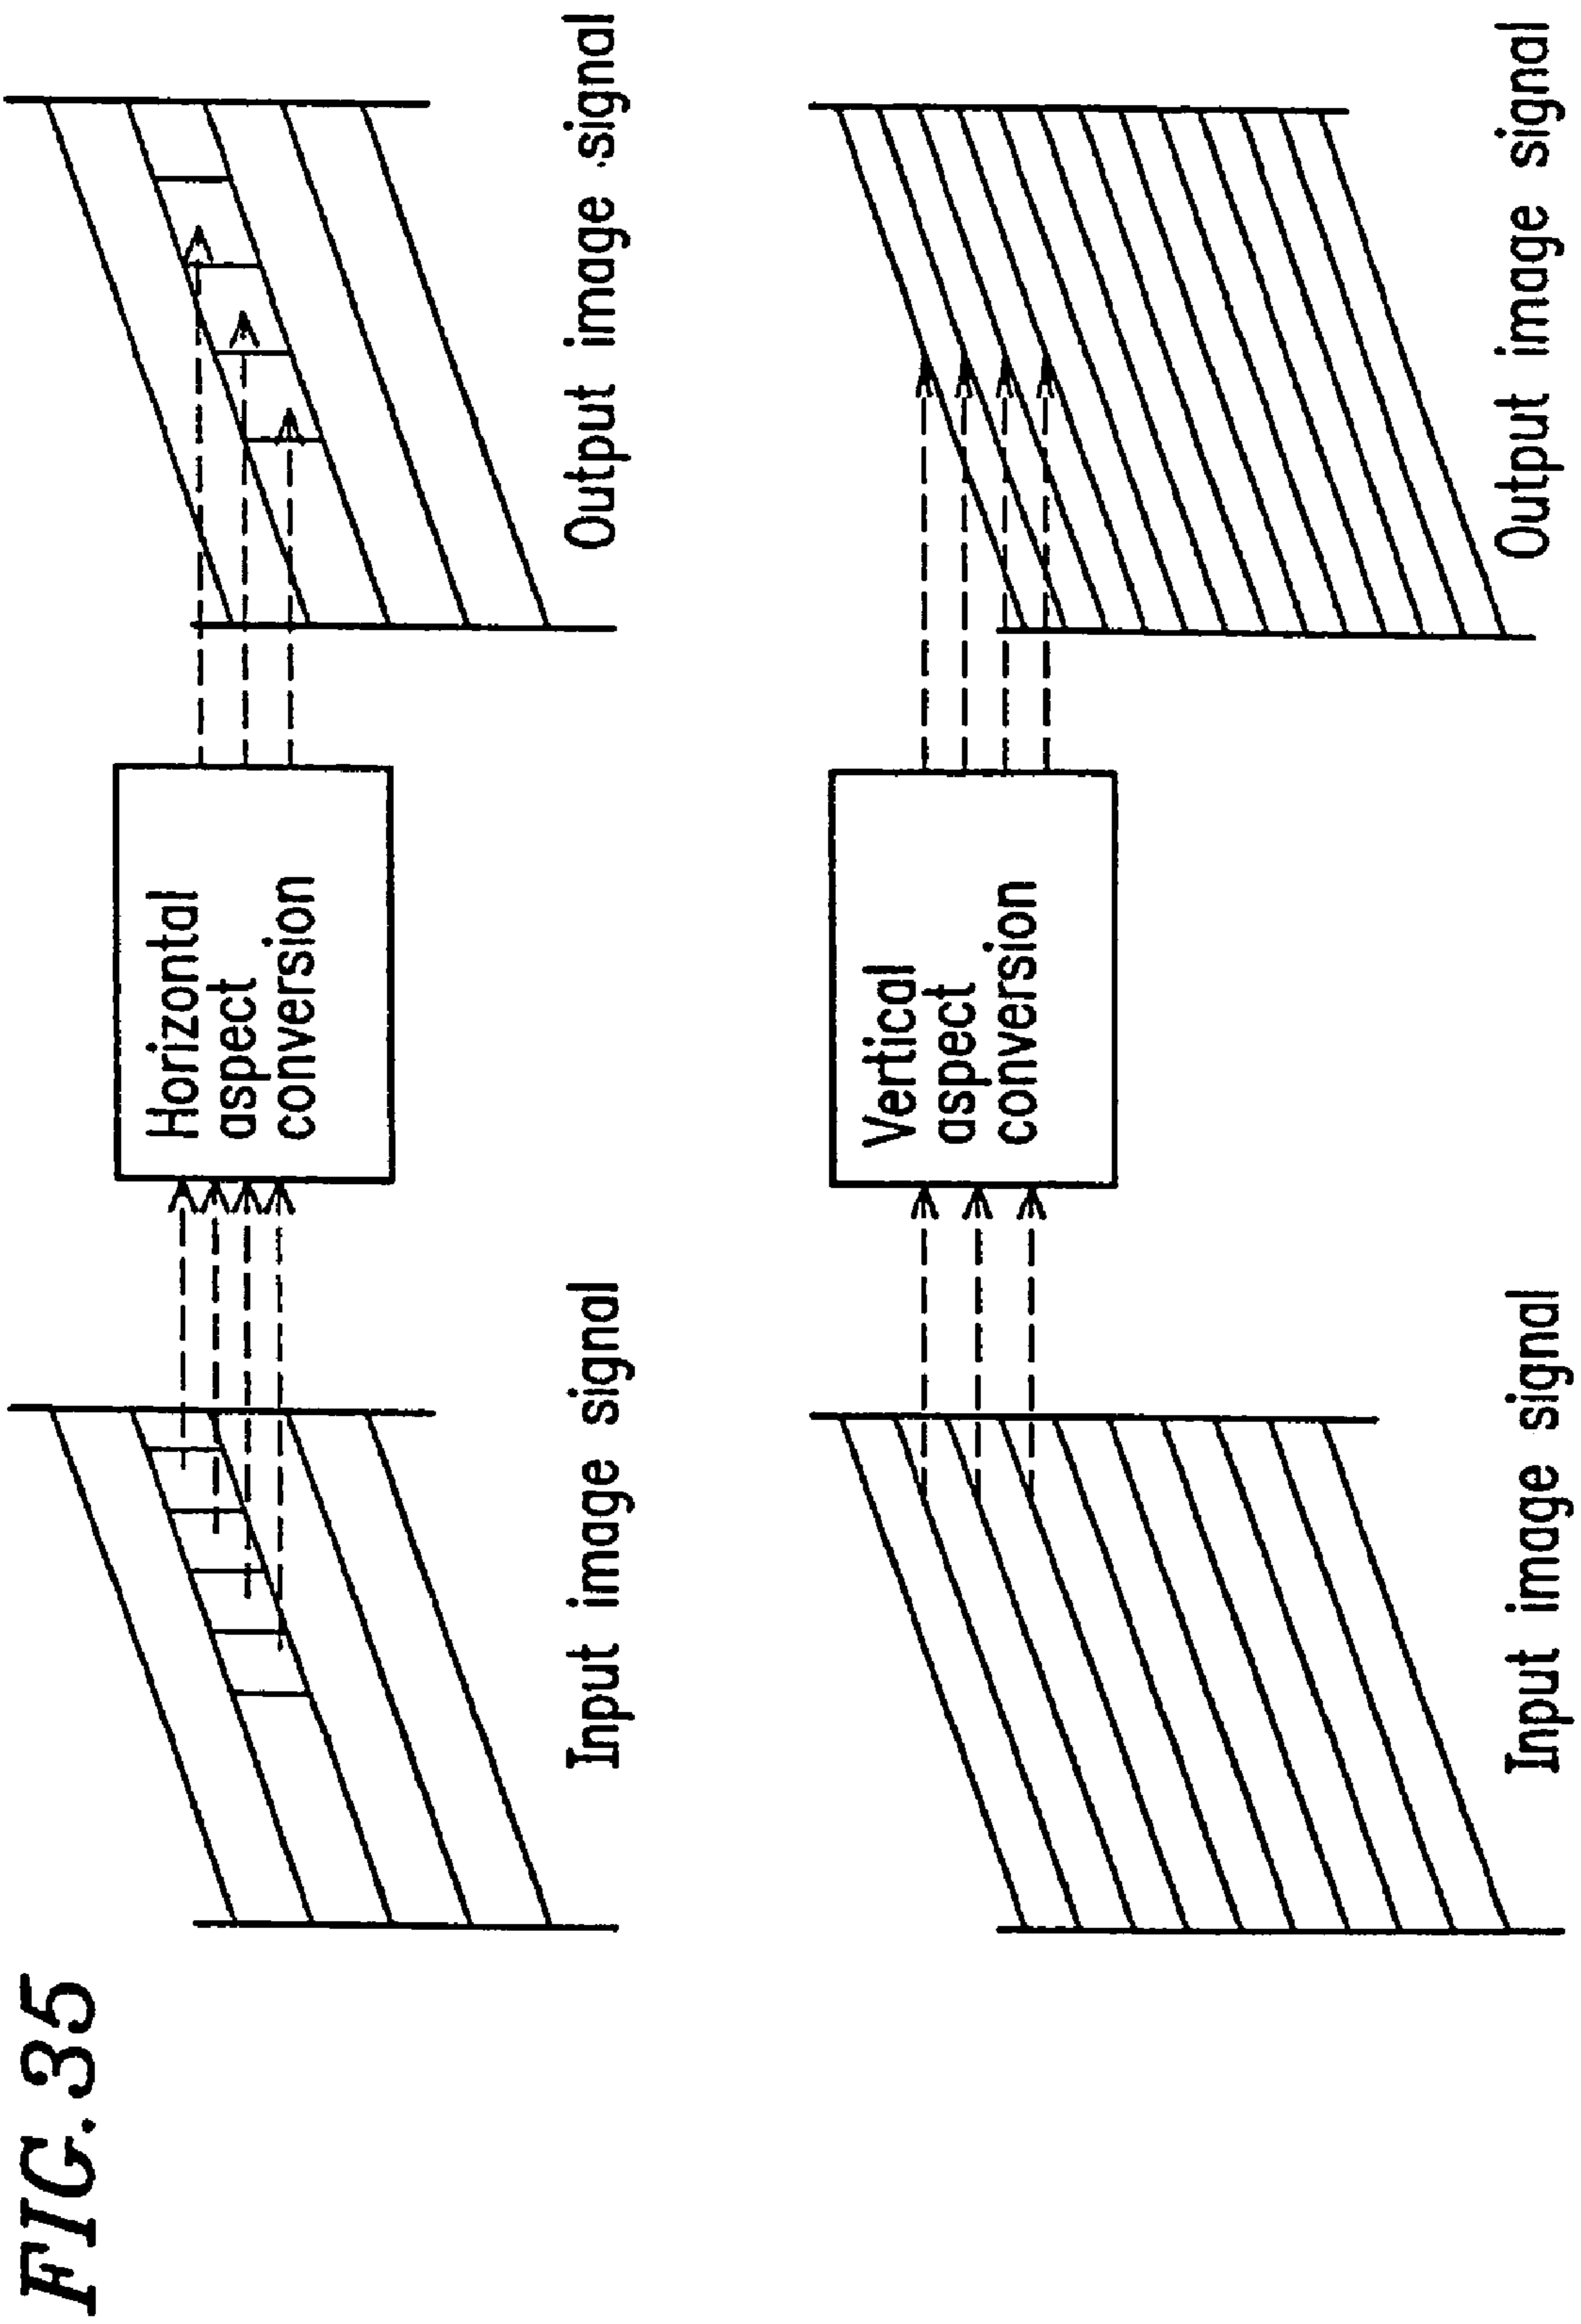 FIG.35
Horizontal
aspect
conversion
Input image signal
Output image signal
Vertical
aspect
conversion
Input image signal
Output image signal